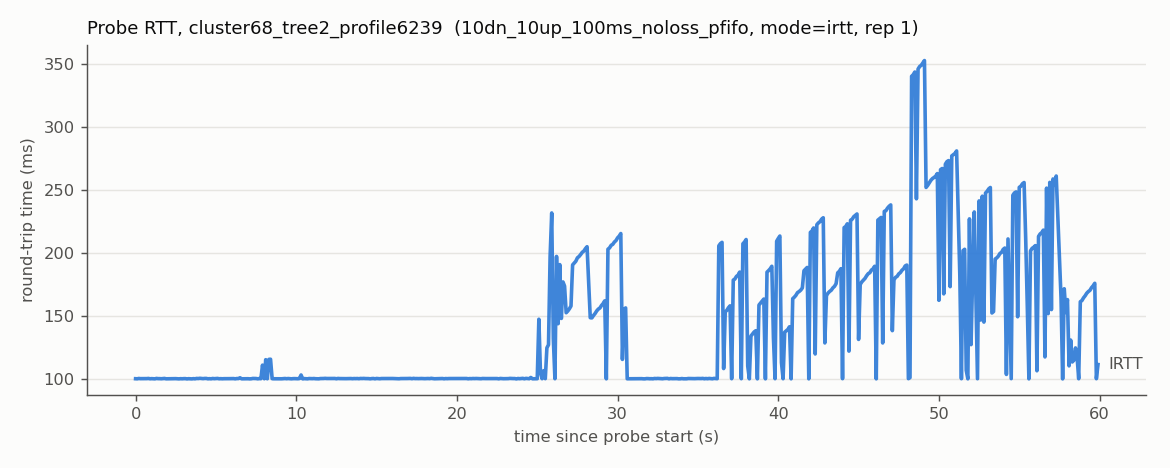 Probe RTT, cluster68_tree2_profile6239  (10dn_10up_100ms_noloss_pfifo, mode=irtt, rep 1)
round-trip time (ms)
350
300
250
200
150
100
IRTT
0 10 20 30 40 50 60
time since probe start (s)